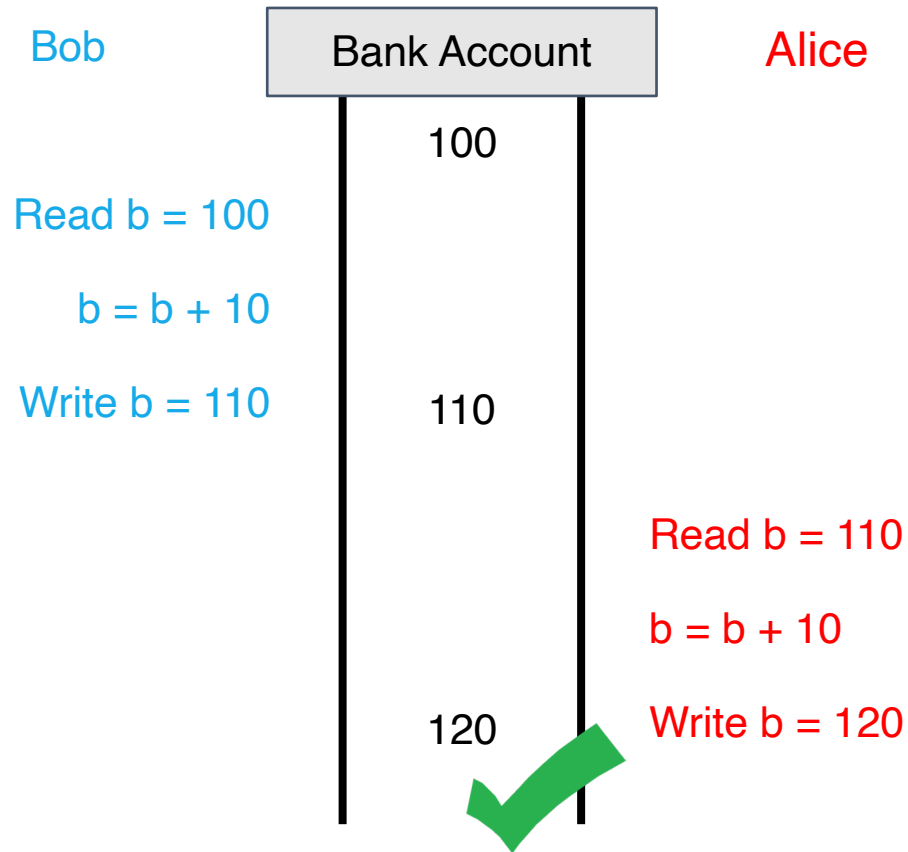 Bob
Bank Account
Alice
100
Read b = 100
b = b + 10
Write b = 110
110
Read b = 110
b = b + 10
120
Write b = 120